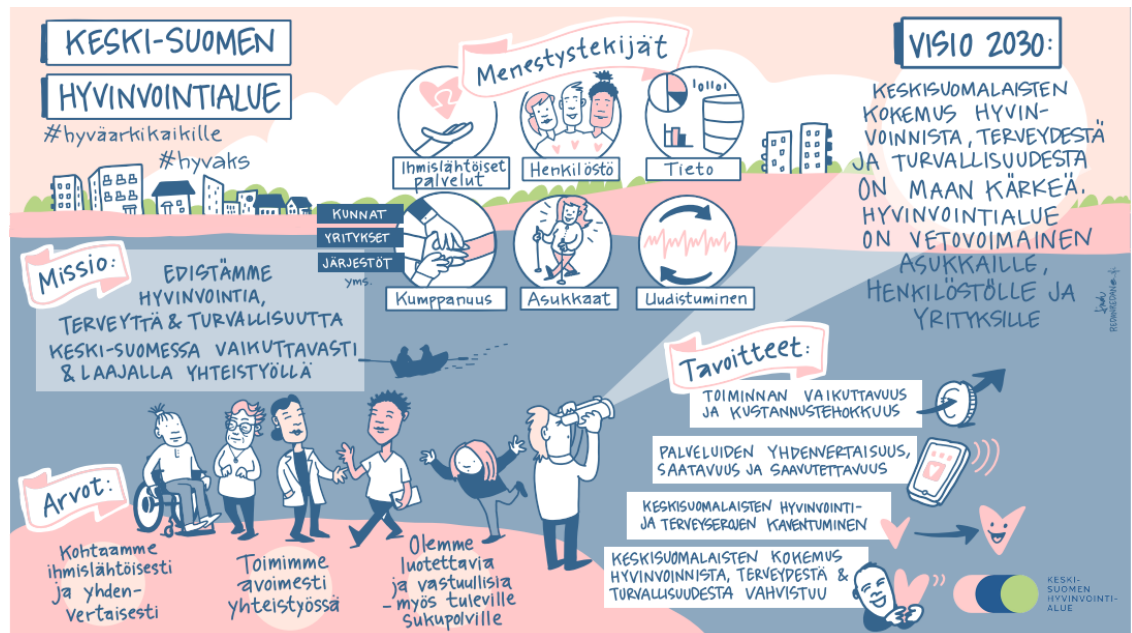 KESKI-SUOMEN
HYVINVOINTIALUE
#hyväarkikaikille
#hyvaks
Menestystekijät
Ihmislähtöiset
palvelut
Henkilöstö
Tieto
KUNNAT
YRITYKSET
JÄRJESTÖT
yms.
Kumppanuus
Asukkaat
Uudistuminen
VISIO 2030:
KESKISUOMALAISTEN
KOKEMUS HYVIN-
VOINNISTA, TERVEYDESTÄ
JA TURVALLISUUDESTA
ON MAAN KÄRKEÄ.
HYVINVOINTIALUE
ON VETOVOIMAINEN
ASUKKAILLE,
HENKILÖSTÖLLE JA
YRITYKSILLE
Missio:
EDISTÄMME
HYVINVOINTIA,
TERVEYTTÄ & TURVALLISUUTTA
KESKI-SUOMESSA VAIKUTTAVASTI
& LAAJALLA YHTEISTYÖLLÄ
Tavoitteet:
TOIMINNAN VAIKUTTAVUUS
JA KUSTANNUSTEHOKKUUS
PALVELUIDEN YHDENVERTAISUUS,
SAATAVUUS JA SAAVUTETTAVUUS
KESKISUOMALAISTEN HYVINVOINTI-
JA TERVEYSEROJEN KAVENTUMINEN
KESKISUOMALAISTEN KOKEMUS
HYVINVOINNISTA, TERVEYDESTÄ &
TURVALLISUUDESTA VAHVISTUU
Arvot:
Kohtaamme
ihmislähtöisesti
ja yhden-
vertaisesti
Toimimme
avoimesti
yhteistyössä
Olemme
luotettavia
ja vastuullisia
-myös tuleville
sukupolville
KESKI-
SUOMEN
HYVINVOINTI-
ALUE